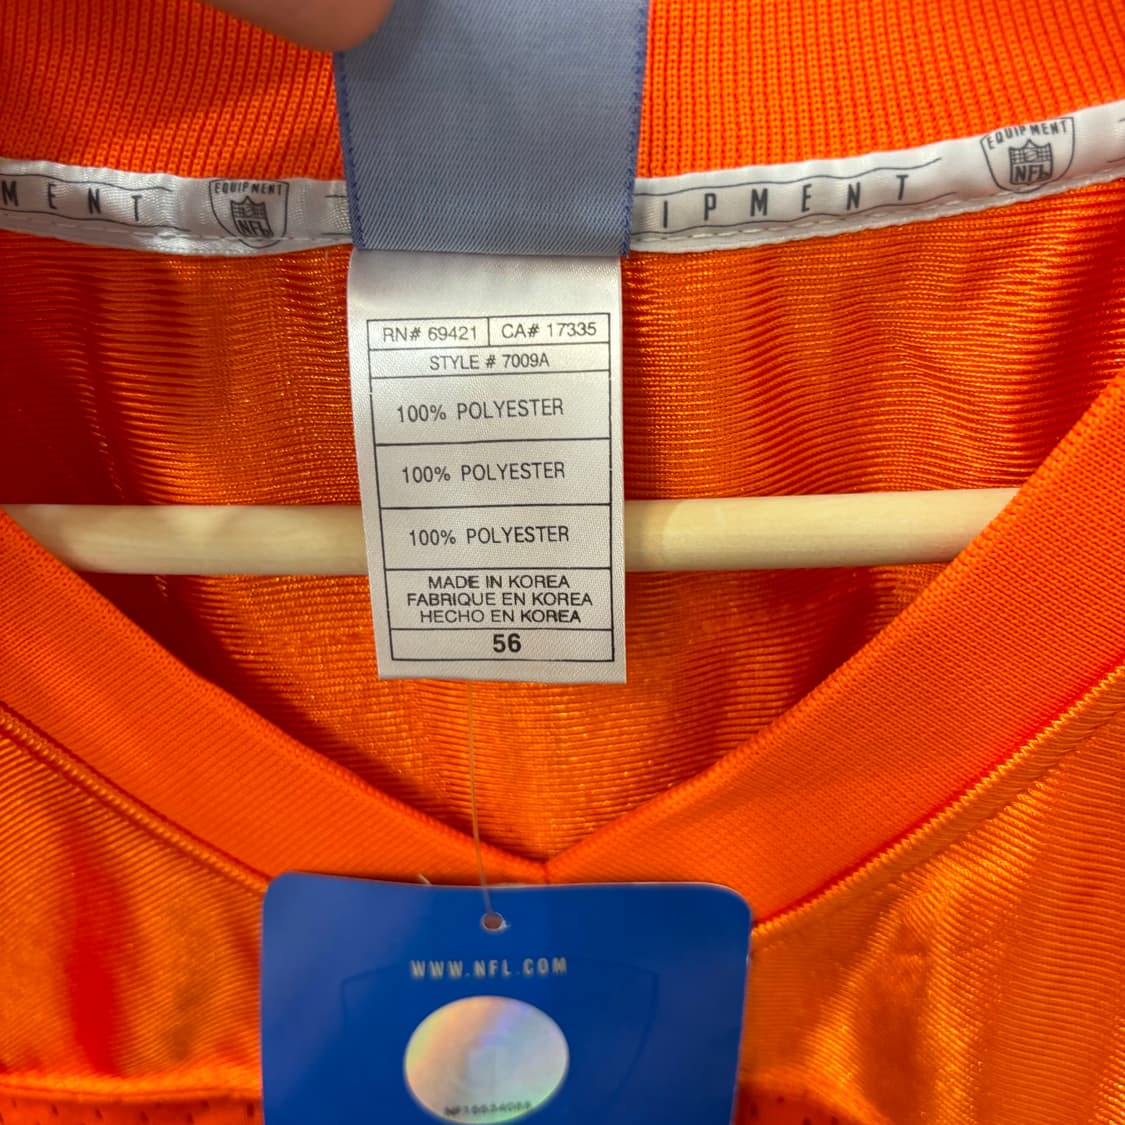 MENT
EQUIPMENT
NFL
IPMENT
EQUIPMENT
NFL
RN# 69421 CA# 17335
STYLE # 7009A
100% POLYESTER
100% POLYESTER
100% POLYESTER
MADE IN KOREA
FABRIQUE EN KOREA
HECHO EN KOREA
56
WWW.NFL.COM